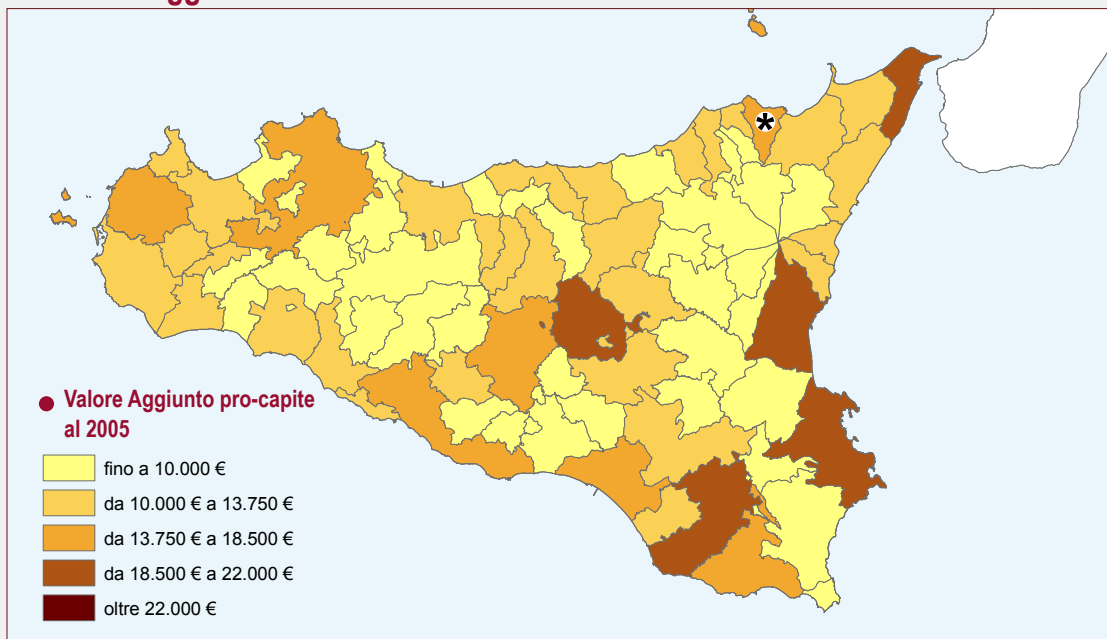 Valore Aggiunto pro-capite
al 2005
fino a 10.000 €
da 10.000 € a 13.750 €
da 13.750 € a 18.500 €
da 18.500 € a 22.000 €
oltre 22.000 €
*